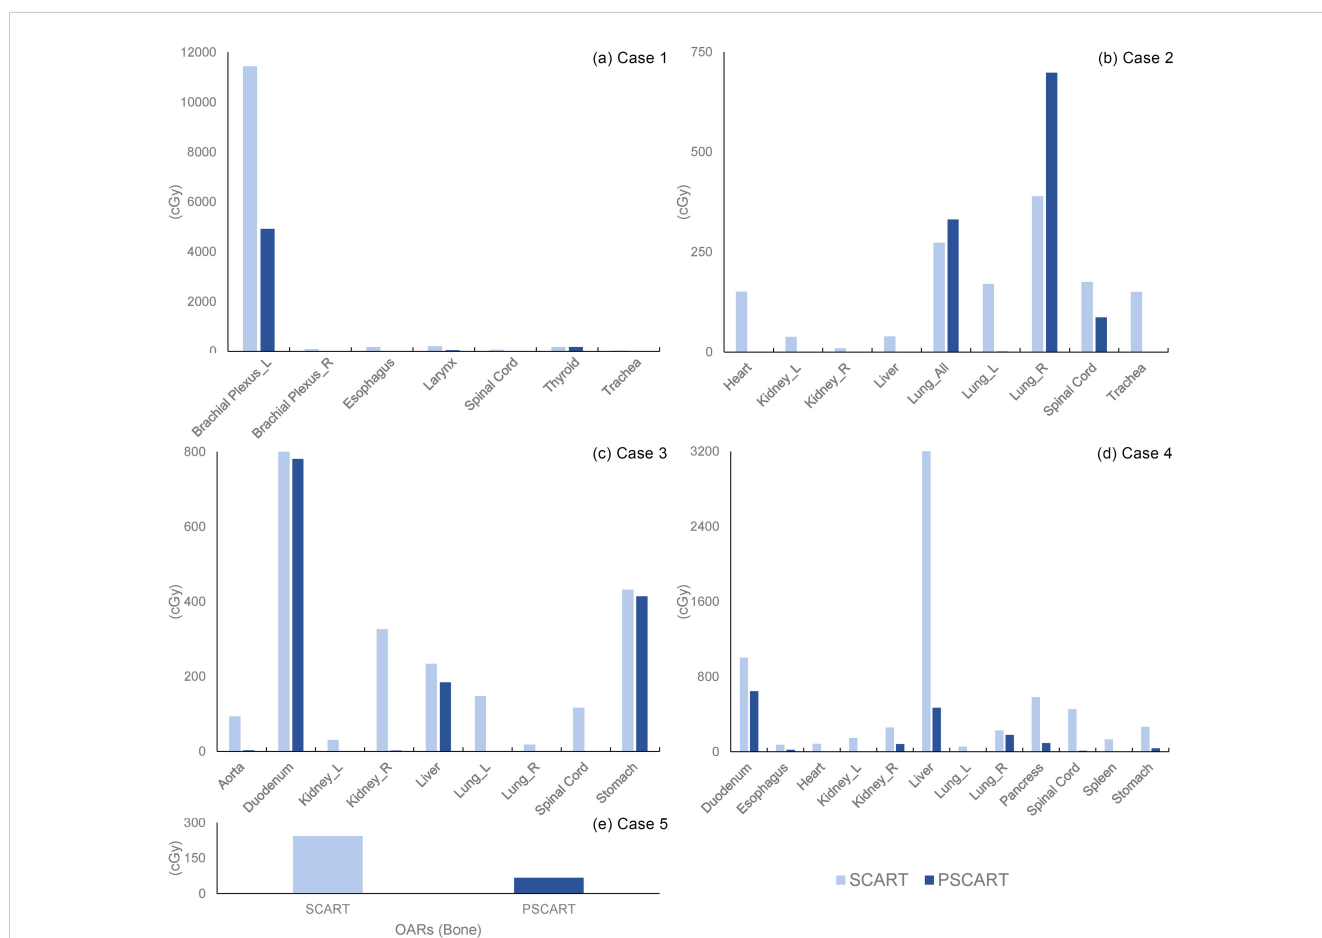 (a) Case 1
12000
10000
8000
6000
4000
2000
0
(cGy)
Brachial Plexus_L
Brachial Plexus_R
Esophagus
Larynx
Spinal Cord
Thyroid
Trachea
(b) Case 2
750
500
250
0
(cGy)
Heart
Kidney_L
Kidney_R
Liver
Lung_All
Lung_L
Lung_R
Spinal Cord
Trachea
(c) Case 3
800
600
400
200
0
(cGy)
Aorta
Duodenum
Kidney_L
Kidney_R
Liver
Lung_L
Lung_R
Spinal Cord
Stomach
(d) Case 4
3200
2400
1600
800
0
(cGy)
Duodenum
Esophagus
Heart
Kidney_L
Kidney_R
Liver
Lung_L
Lung_R
Pancress
Spinal Cord
Spleen
Stomach
(e) Case 5
300
150
0
(cGy)
SCART
PSCART
OARs (Bone)
SCART PSCART